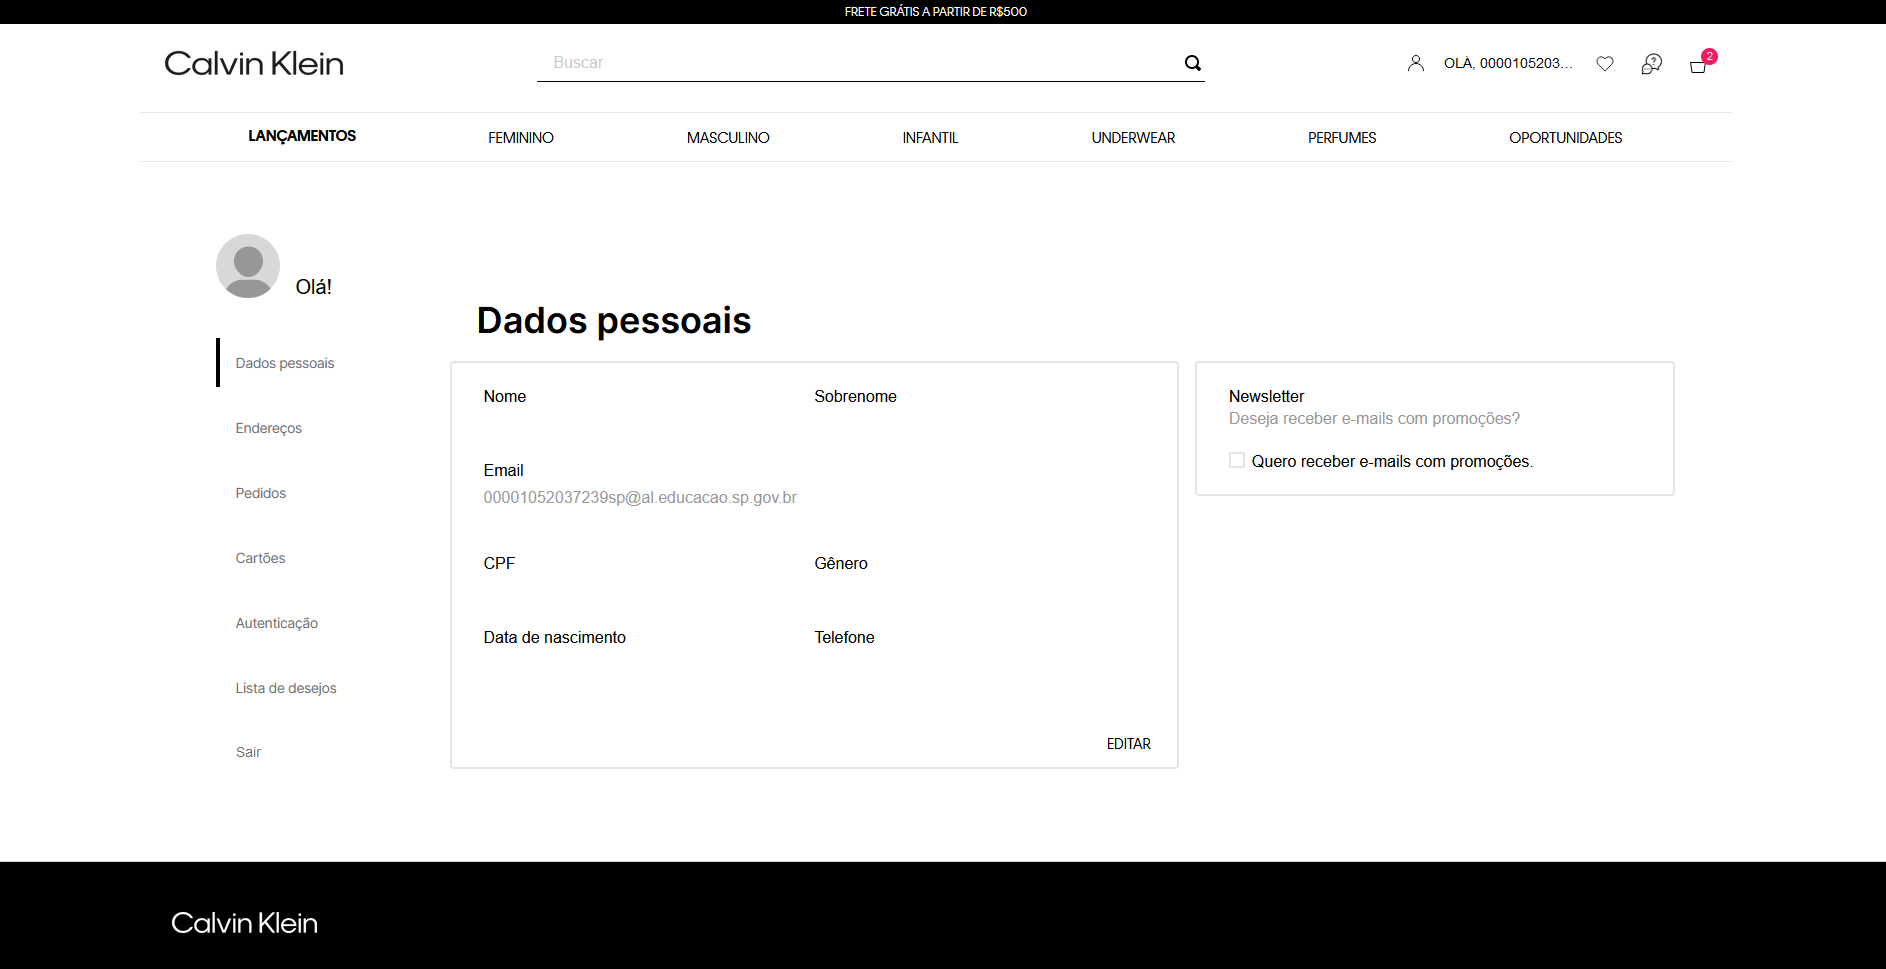 FRETE GRÁTIS A PARTIR DE R$500
Calvin Klein
Buscar
OLÁ, 0000105203...
2
LANÇAMENTOS
FEMININO
MASCULINO
INFANTIL
UNDERWEAR
PERFUMES
OPORTUNIDADES
Olá!
Dados pessoais
Endereços
Pedidos
Cartões
Autenticação
Lista de desejos
Sair
Dados pessoais
Nome
Sobrenome
Email
00001052037239sp@al.educacao.sp.gov.br
CPF
Gênero
Data de nascimento
Telefone
EDITAR
Newsletter
Deseja receber e-mails com promoções?
Quero receber e-mails com promoções.
Calvin Klein